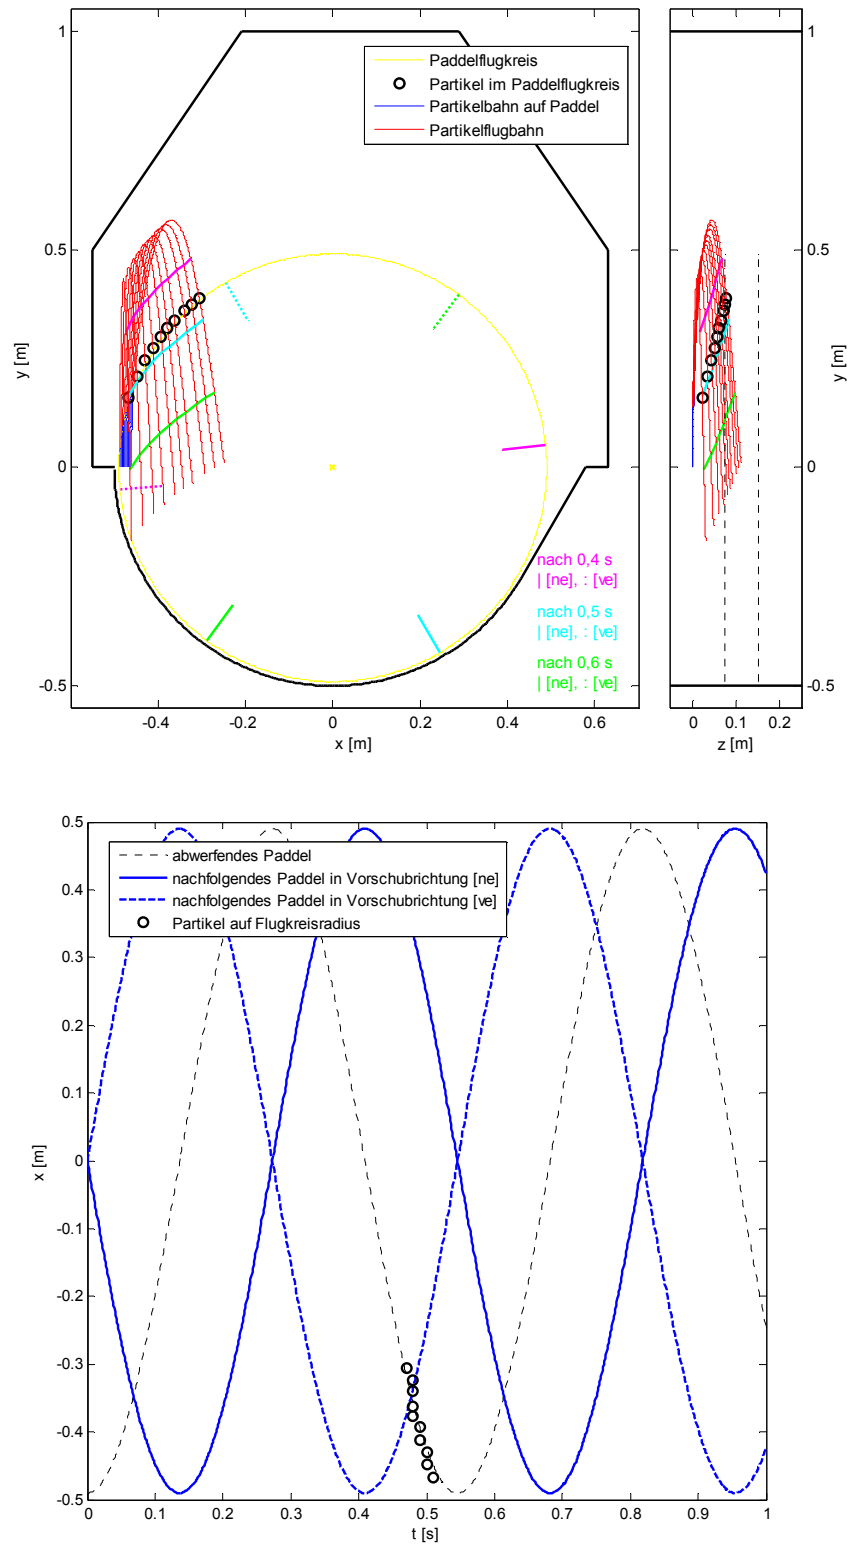 1
0.5
0
-0.5
y [m]
-0.4
-0.2
0
0.2
0.4
0.6
x [m]
Paddelflugkreis
Partikel im Paddelflugkreis
Partikelbahn auf Paddel
Partikelflugbahn
nach 0,4 s
| [ne], : [ve]
nach 0,5 s
| [ne], : [ve]
nach 0,6 s
| [ne], : [ve]
1
0.5
0
-0.5
y [m]
0
0.1
0.2
z [m]
0.5
0.4
0.3
0.2
0.1
0
-0.1
-0.2
-0.3
-0.4
-0.5
x [m]
abwerfendes Paddel
nachfolgendes Paddel in Vorschubrichtung [ne]
nachfolgendes Paddel in Vorschubrichtung [ve]
Partikel auf Flugkreisradius
0
0.1
0.2
0.3
0.4
0.5
0.6
0.7
0.8
0.9
1
t [s]